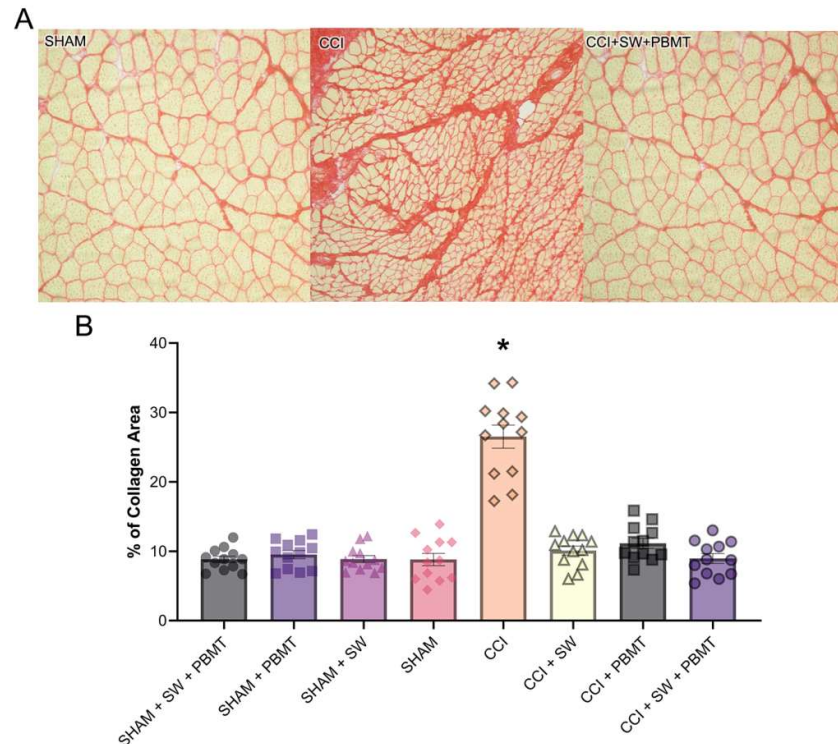 A
SHAM
CCI
CCI+SW+PBMT
B
*
% of Collagen Area
40
30
20
10
0
SHAM + SW + PBMT
SHAM + PBMT
SHAM + SW
SHAM
CCI
CCI + SW
CCI + PBMT
CCI + SW + PBMT